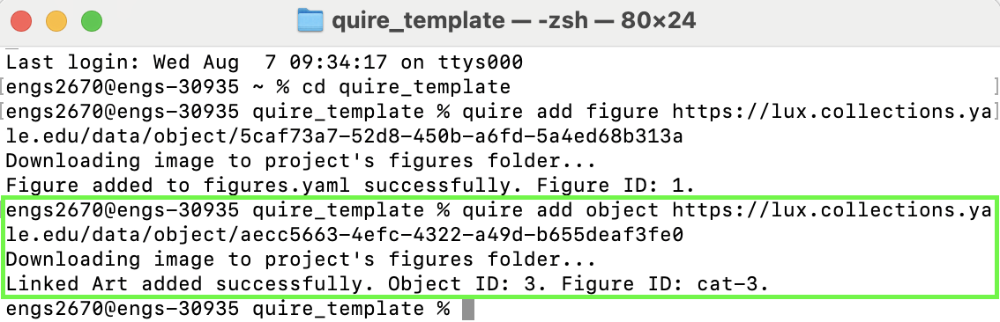 quire_template — -zsh — 80×24
Last login: Wed Aug  7 09:34:17 on ttys000
[engs2670@engs-30935 ~ % cd quire_template ]
[engs2670@engs-30935 quire_template % quire add figure https://lux.collections.ya]
le.edu/data/object/5caf73a7-52d8-450b-a6fd-5a4ed68b313a
Downloading image to project's figures folder...
Figure added to figures.yaml successfully. Figure ID: 1.
engs2670@engs-30935 quire_template % quire add object https://lux.collections.ya
le.edu/data/object/aecc5663-4efc-4322-a49d-b655deaf3fe0
Downloading image to project's figures folder...
Linked Art added successfully. Object ID: 3. Figure ID: cat-3.
engs2670@engs-30935 quire_template %